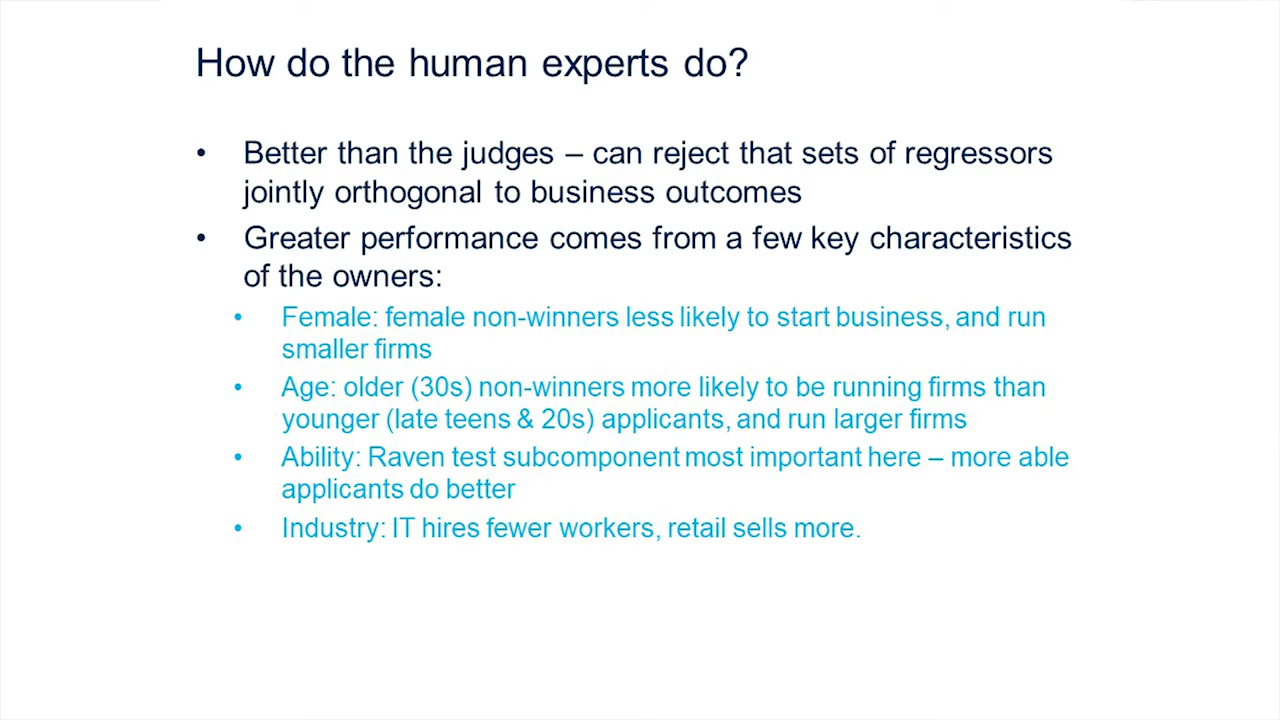 How do the human experts do?
• Better than the judges – can reject that sets of regressors
jointly orthogonal to business outcomes
• Greater performance comes from a few key characteristics
of the owners:
• Female: female non-winners less likely to start business, and run
smaller firms
• Age: older (30s) non-winners more likely to be running firms than
younger (late teens & 20s) applicants, and run larger firms
• Ability: Raven test subcomponent most important here – more able
applicants do better
• Industry: IT hires fewer workers, retail sells more.